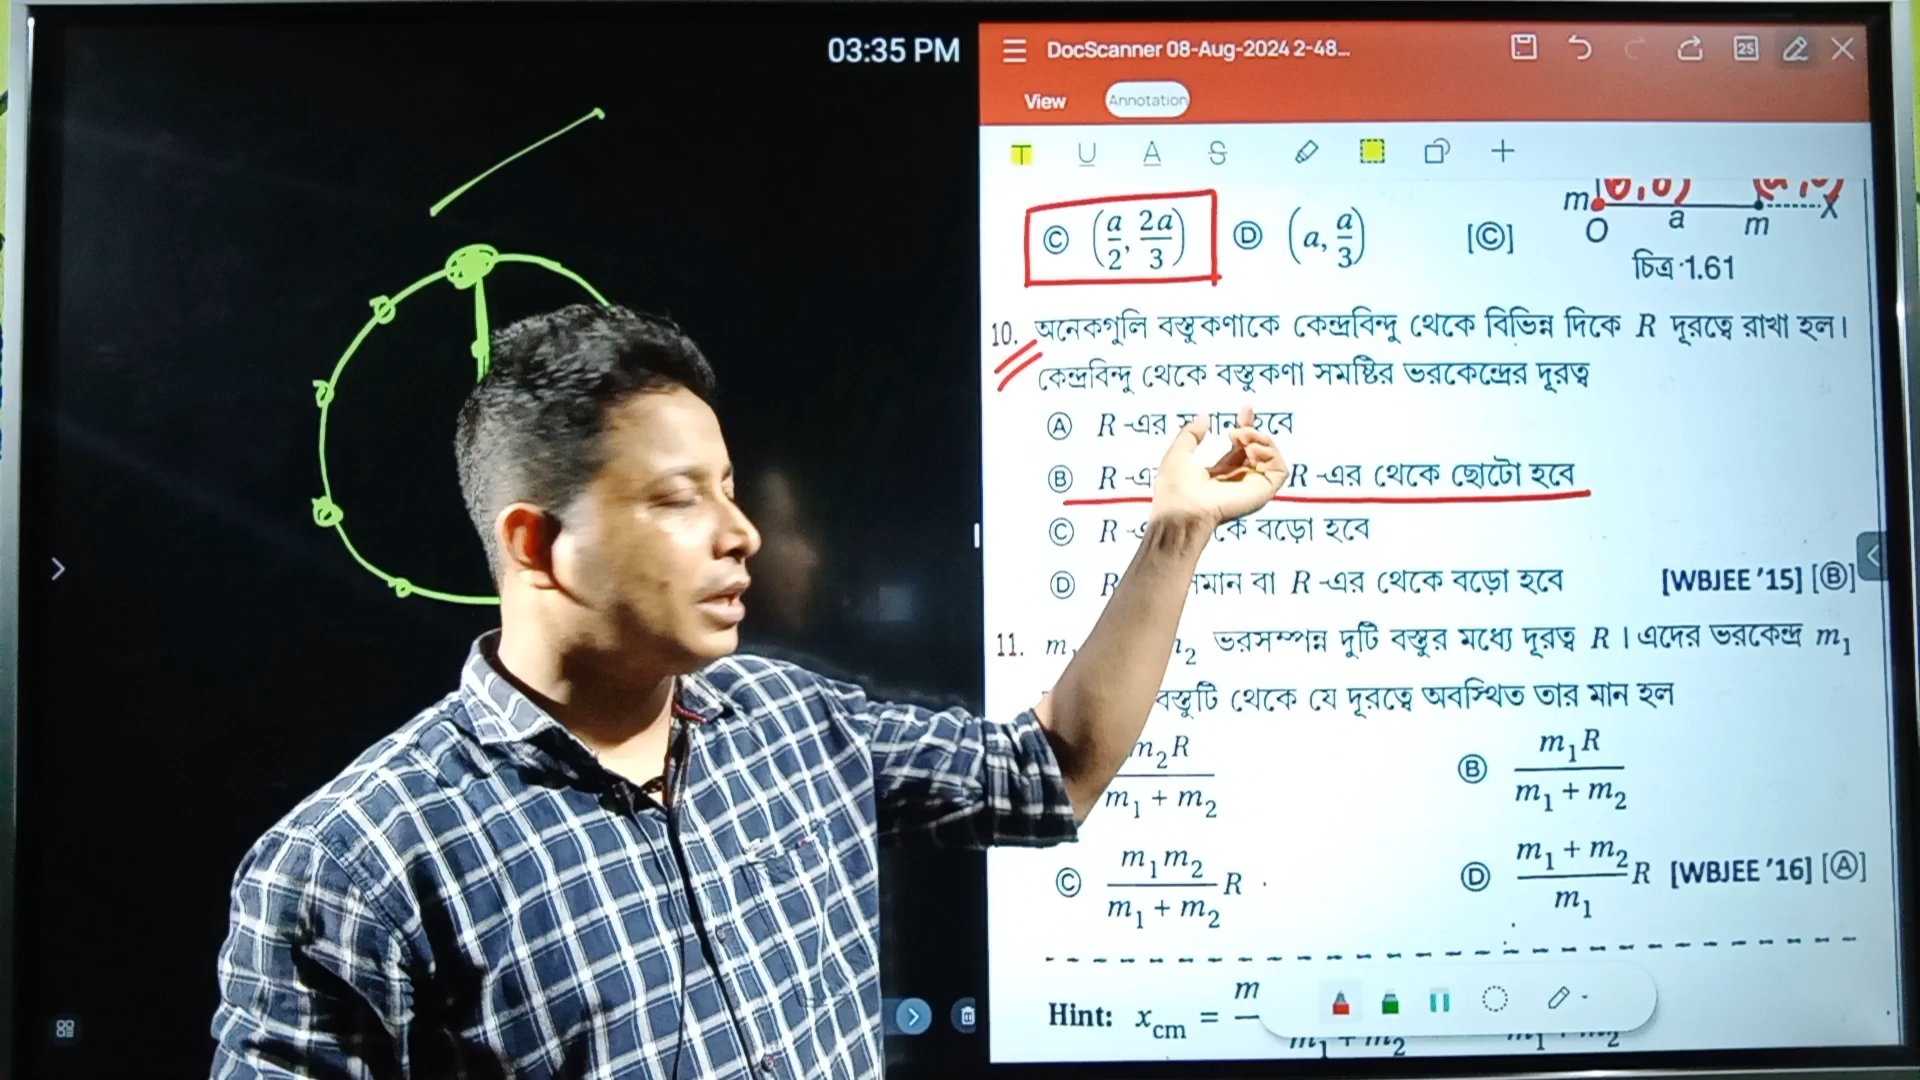 03:35 PM
DocScanner 08-Aug-2024 2-48...
25
View Annotation
T U A S
Ⓒ (a/2, 2a/3) Ⓓ (a, a/3) [Ⓒ]
m O a m X
চিত্র 1.61
10. অনেকগুলি বস্তুকণাকে কেন্দ্রবিন্দু থেকে বিভিন্ন দিকে R দূরত্বে রাখা হল।
কেন্দ্রবিন্দু থেকে বস্তুকণা সমষ্টির ভরকেন্দ্রের দূরত্ব
Ⓐ R -এর হবে
Ⓑ R R -এর থেকে ছোটো হবে
Ⓒ R বড়ো হবে
Ⓓ R বা R -এর থেকে বড়ো হবে [WBJEE '15] [Ⓑ]
11. m ভরসম্পন্ন দুটি বস্তুর মধ্যে দূরত্ব R । এদের ভরকেন্দ্র m₁
বস্তুটি থেকে যে দূরত্বে অবস্থিত তার মান হল
m₂R / m₁ + m₂ Ⓑ m₁R / m₁ + m₂
Ⓒ m₁m₂ / m₁ + m₂ R Ⓓ m₁ + m₂ / m₁ R [WBJEE '16] [Ⓐ]
Hint: x_cm = m